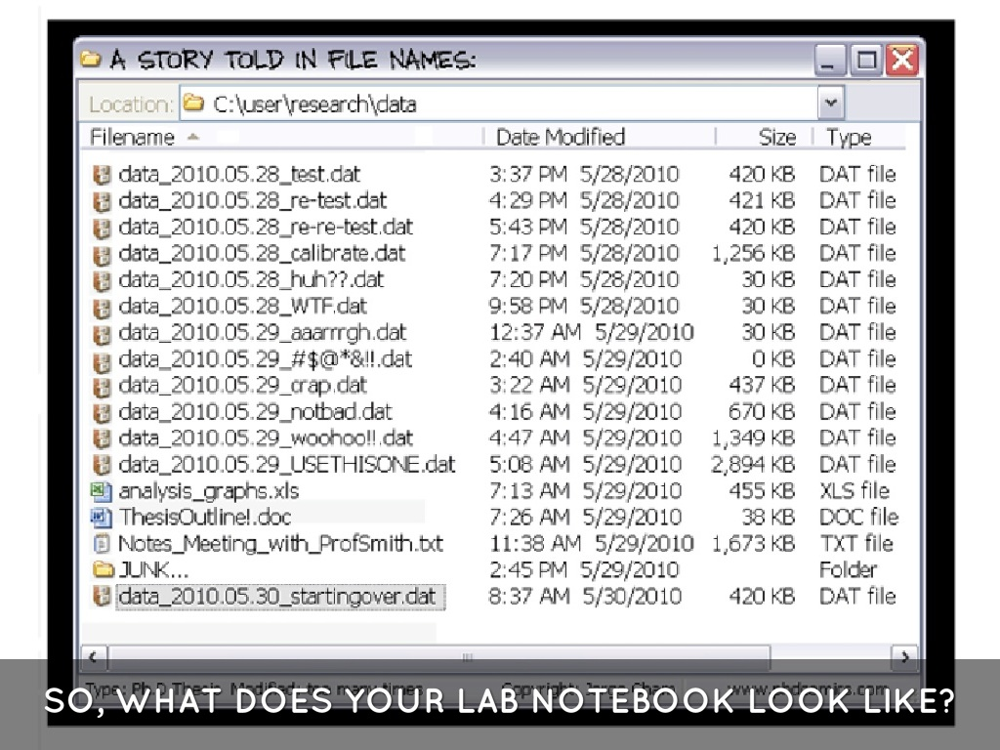 A STORY TOLD IN FILE NAMES:
Location: C:\user\research\data
Filename Date Modified Size Type
data_2010.05.28_test.dat 3:37 PM 5/28/2010 420 KB DAT file
data_2010.05.28_re-test.dat 4:29 PM 5/28/2010 421 KB DAT file
data_2010.05.28_re-re-test.dat 5:43 PM 5/28/2010 420 KB DAT file
data_2010.05.28_calibrate.dat 7:17 PM 5/28/2010 1,256 KB DAT file
data_2010.05.28_huh??.dat 7:20 PM 5/28/2010 30 KB DAT file
data_2010.05.28_WTF.dat 9:58 PM 5/28/2010 30 KB DAT file
data_2010.05.29_aaarrrgh.dat 12:37 AM 5/29/2010 30 KB DAT file
data_2010.05.29_#$@*&!!.dat 2:40 AM 5/29/2010 0 KB DAT file
data_2010.05.29_crap.dat 3:22 AM 5/29/2010 437 KB DAT file
data_2010.05.29_notbad.dat 4:16 AM 5/29/2010 670 KB DAT file
data_2010.05.29_woohoo!!.dat 4:47 AM 5/29/2010 1,349 KB DAT file
data_2010.05.29_USETHISONE.dat 5:08 AM 5/29/2010 2,894 KB DAT file
analysis_graphs.xls 7:13 AM 5/29/2010 455 KB XLS file
ThesisOutline!.doc 7:26 AM 5/29/2010 38 KB DOC file
Notes_Meeting_with_ProfSmith.txt 11:38 AM 5/29/2010 1,673 KB TXT file
JUNK... 2:45 PM 5/29/2010 Folder
data_2010.05.30_startingover.dat 8:37 AM 5/30/2010 420 KB DAT file
Type: Ph.D Thesis Modified: too many times Copyright: Jorge Cham www.phdcomics.com
SO, WHAT DOES YOUR LAB NOTEBOOK LOOK LIKE?